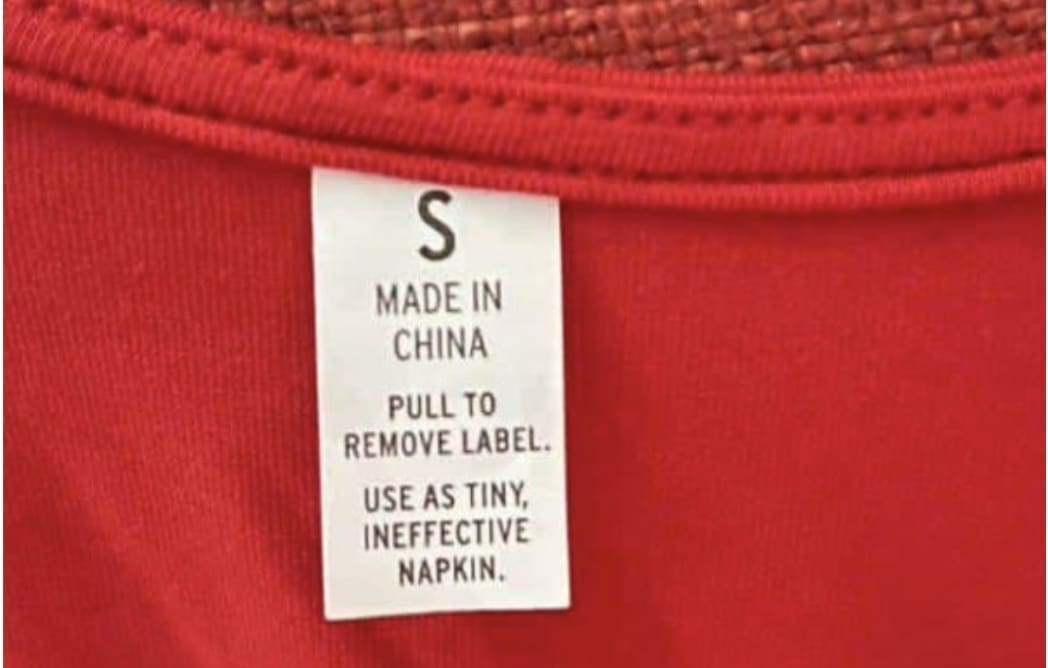 S
MADE IN
CHINA
PULL TO
REMOVE LABEL.
USE AS TINY,
INEFFECTIVE
NAPKIN.